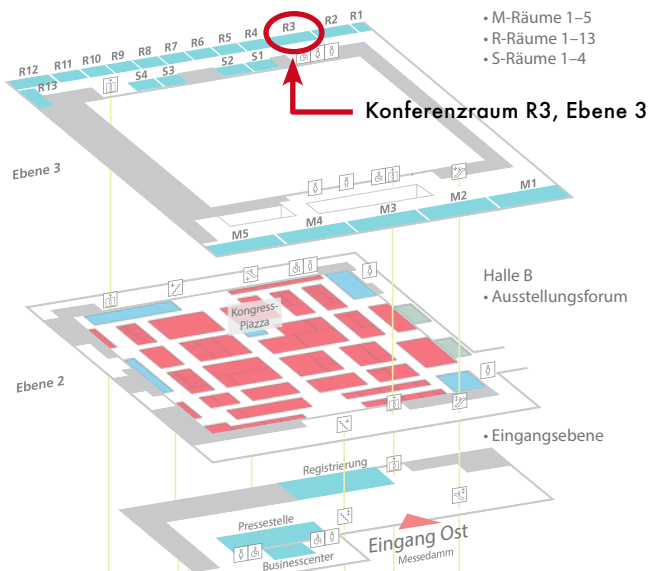 • M-Räume 1–5
• R-Räume 1–13
• S-Räume 1–4
R1
R2
R3
R4
R5
R6
R7
R8
R9
R10
R11
R12
R13
S1
S2
S3
S4
Konferenzraum R3, Ebene 3
Ebene 3
M1
M2
M3
M4
M5
Halle B
• Ausstellungsforum
Kongress-
Piazza
Ebene 2
• Eingangsebene
Registrierung
Pressestelle
Eingang Ost
Messedamm
Businesscenter